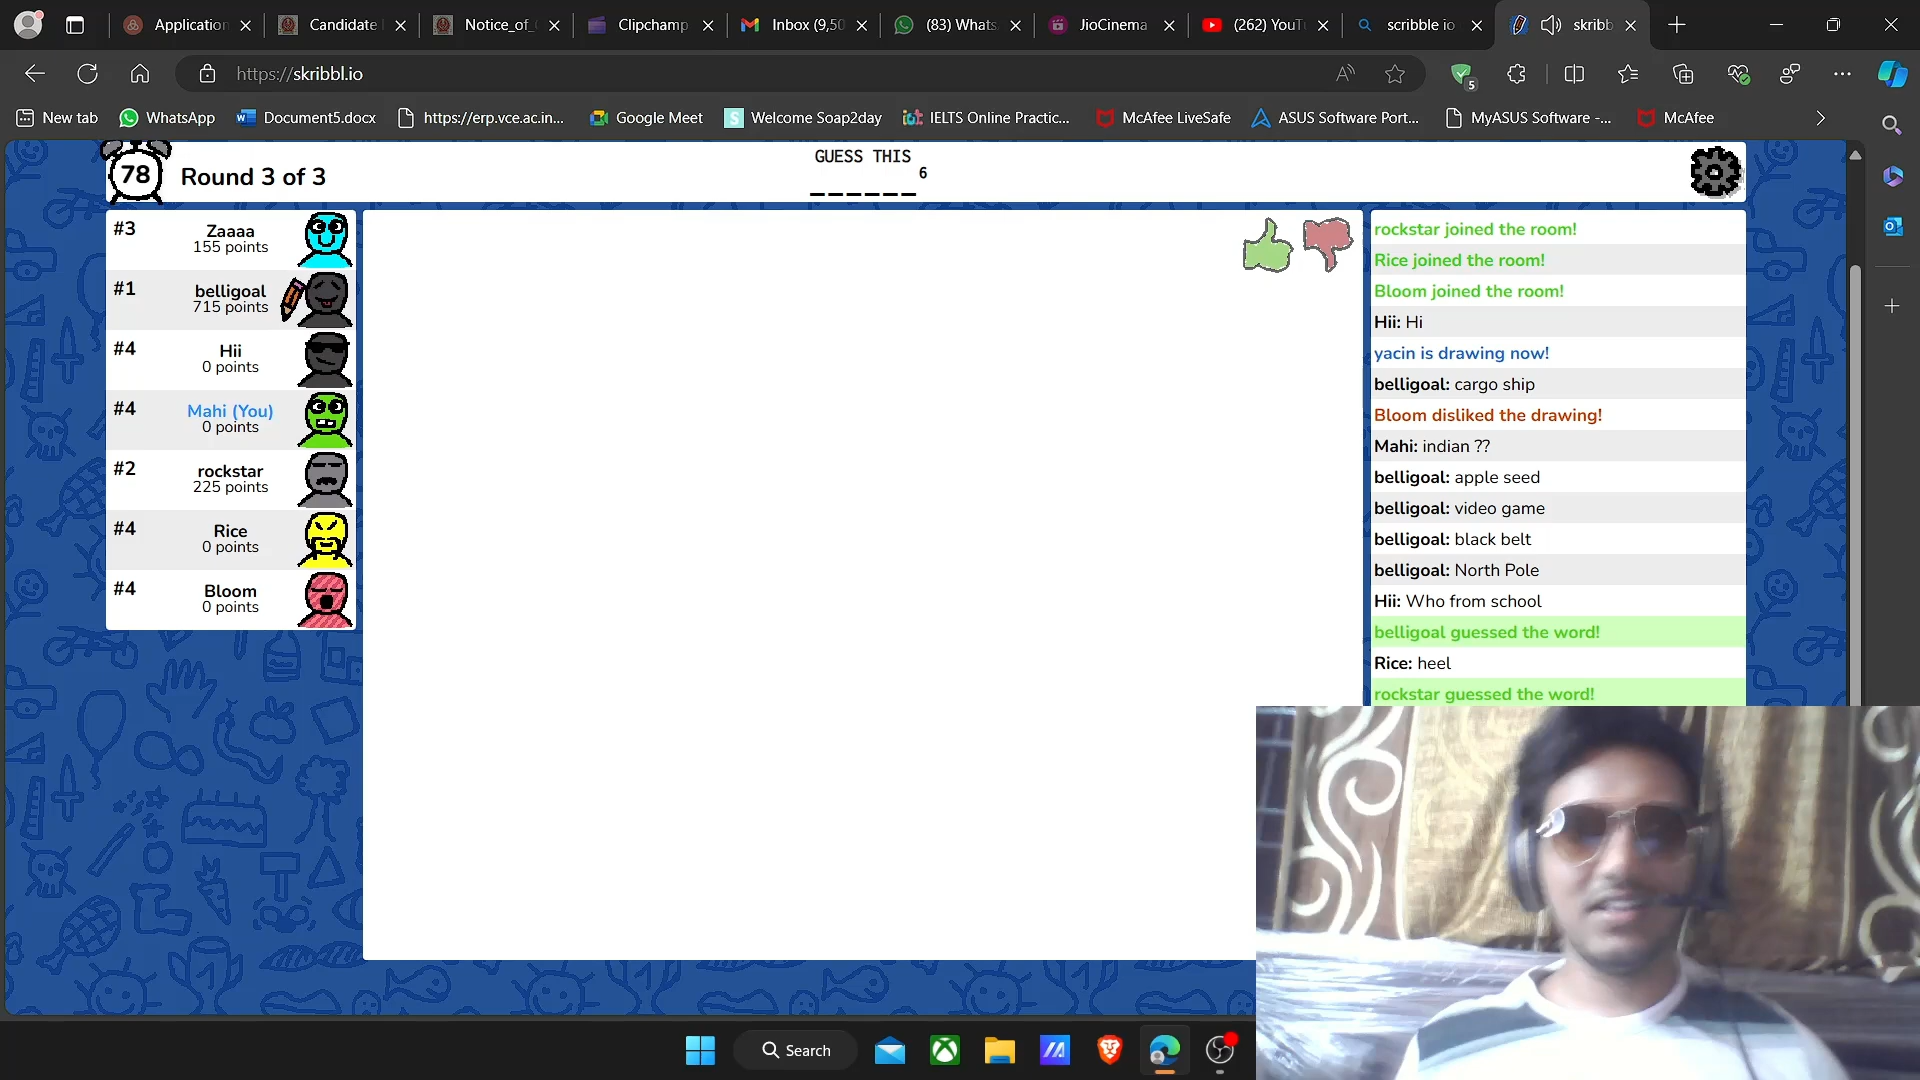 Application
Candidate
Notice_of_
Clipchamp
Inbox (9,50
(83) Whats
JioCinema
(262) YouT
scribble io
skribb
https://skribbl.io
5
New tab
WhatsApp
Document5.docx
https://erp.vce.ac.in...
Google Meet
Welcome Soap2day
IELTS Online Practic...
McAfee LiveSafe
ASUS Software Port...
MyASUS Software -...
McAfee
78
Round 3 of 3
GUESS THIS
______ 6
#3 Zaaaa
155 points
#1 belligoal
715 points
#4 Hii
0 points
#4 Mahi (You)
0 points
#2 rockstar
225 points
#4 Rice
0 points
#4 Bloom
0 points
rockstar joined the room!
Rice joined the room!
Bloom joined the room!
Hii: Hi
yacin is drawing now!
belligoal: cargo ship
Bloom disliked the drawing!
Mahi: indian ??
belligoal: apple seed
belligoal: video game
belligoal: black belt
belligoal: North Pole
Hii: Who from school
belligoal guessed the word!
Rice: heel
rockstar guessed the word!
Search